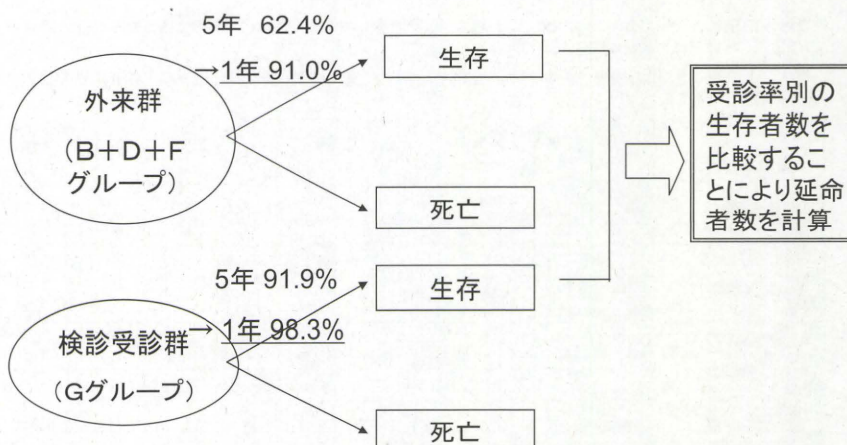 5年 62.4%
→1年 91.0%
外来群
(B+D+F
グループ)
生存
死亡
受診率別の
生存者数を
比較するこ
とにより延命
者数を計算
5年 91.9%
→ 1年 98.3%
検診受診群
(Gグループ)
生存
死亡